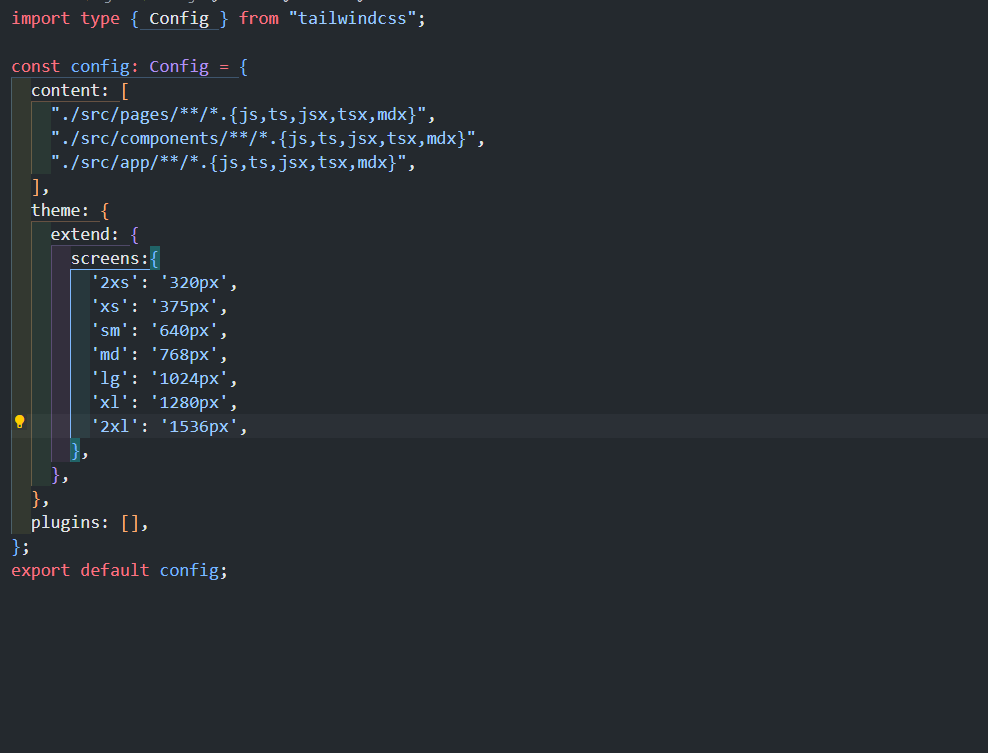 import type { Config } from "tailwindcss";
const config: Config = {
content: [
"./src/pages/**/*.{js,ts,jsx,tsx,mdx}",
"./src/components/**/*.{js,ts,jsx,tsx,mdx}",
"./src/app/**/*.{js,ts,jsx,tsx,mdx}",
],
theme: {
extend: {
screens:{
'2xs': '320px',
'xs': '375px',
'sm': '640px',
'md': '768px',
'lg': '1024px',
'xl': '1280px',
'2xl': '1536px',
},
},
},
plugins: [],
};
export default config;